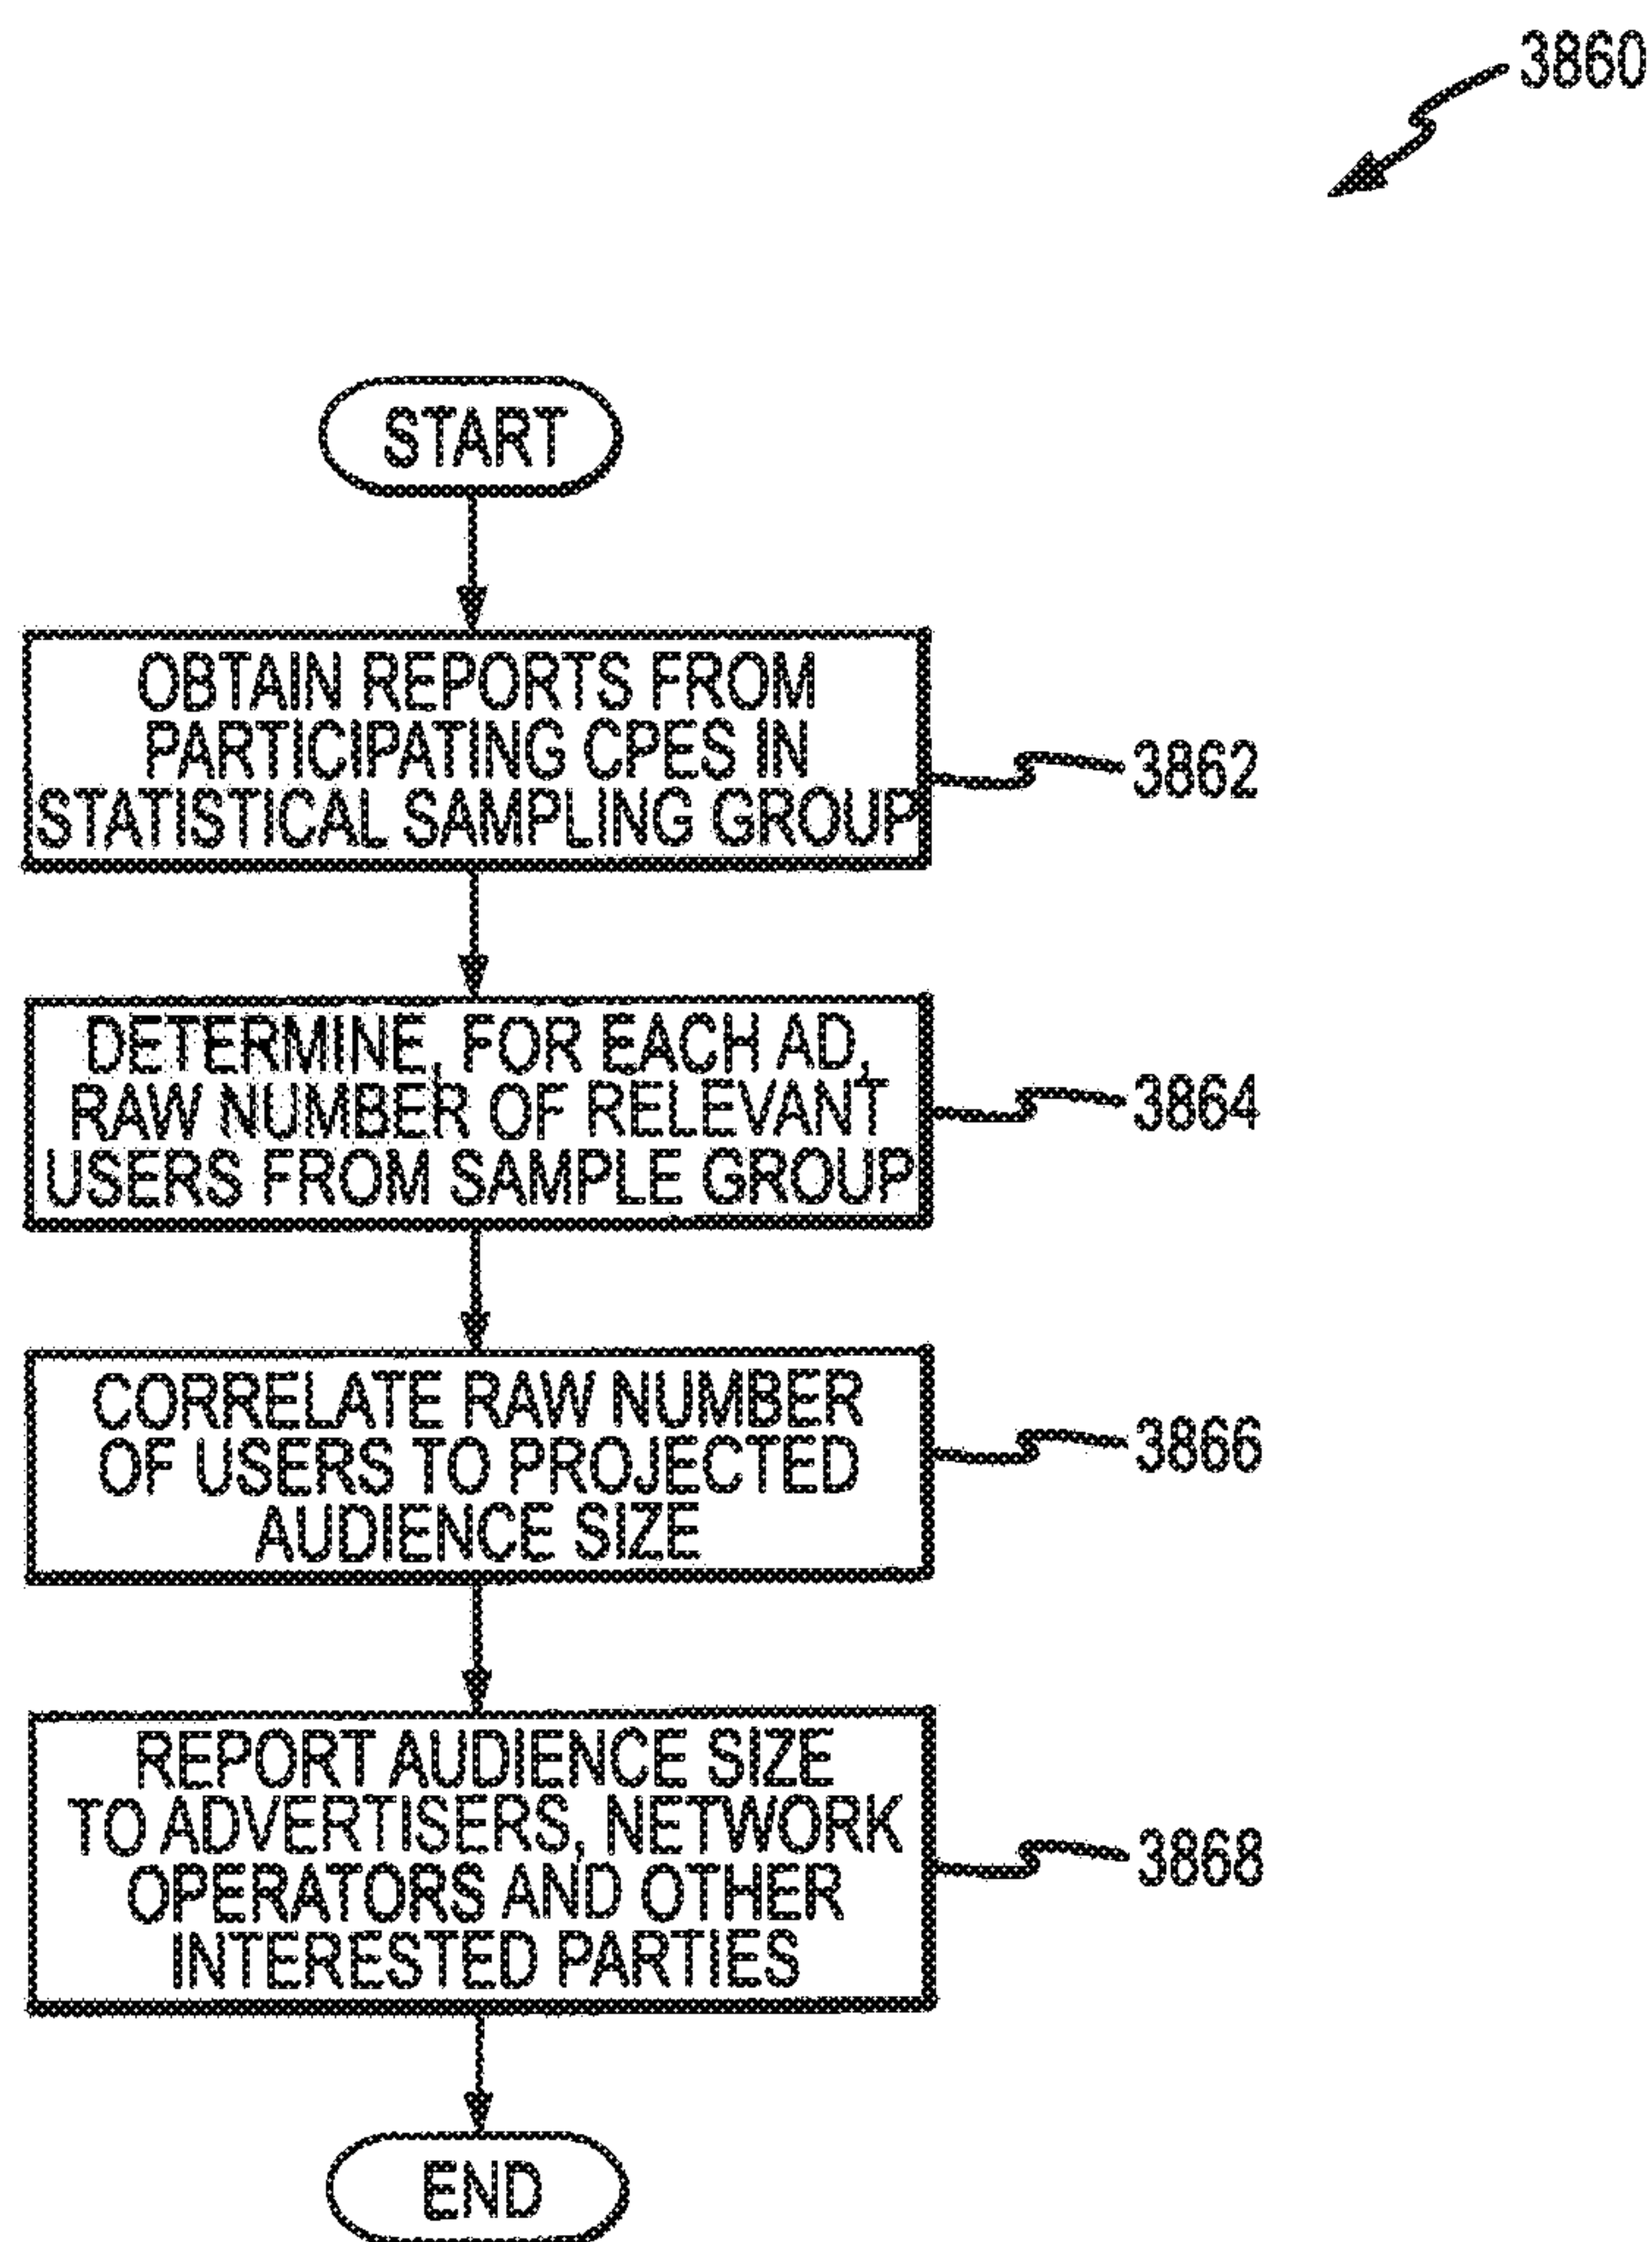 3860
START
OBTAIN REPORTS FROM
PARTICIPATING CPES IN
STATISTICAL SAMPLING GROUP
3862
DETERMINE, FOR EACH AD,
RAW NUMBER OF RELEVANT
USERS FROM SAMPLE GROUP
3864
CORRELATE RAW NUMBER
OF USERS TO PROJECTED
AUDIENCE SIZE
3866
REPORT AUDIENCE SIZE
TO ADVERTISERS, NETWORK
OPERATORS AND OTHER
INTERESTED PARTIES
3868
END